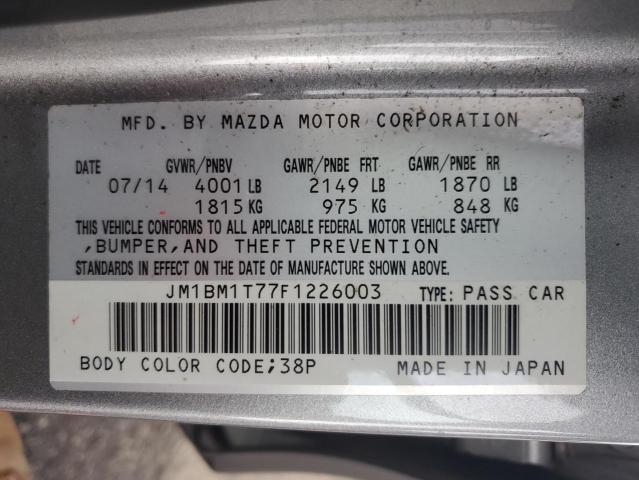 MFD. BY MAZDA MOTOR CORPORATION
DATE GVWR/PNBV GAWR/PNBE FRT GAWR/PNBE RR
07/14 4001 LB 2149 LB 1870 LB
1815 KG 975 KG 848 KG
THIS VEHICLE CONFORMS TO ALL APPLICABLE FEDERAL MOTOR VEHICLE SAFETY
,BUMPER,AND THEFT PREVENTION
STANDARDS IN EFFECT ON THE DATE OF MANUFACTURE SHOWN ABOVE.
JM1BM1T77F1226003 TYPE: PASS CAR
BODY COLOR CODE;38P MADE IN JAPAN